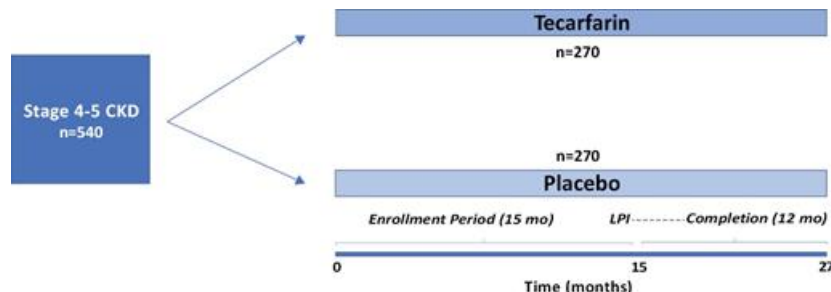 Tecarfarin
n=270
Stage 4-5 CKD
n=540
n=270
Placebo
Enrollment Period (15 mo) LPI --------- Completion (12 mo)
0 15 27
Time (months)